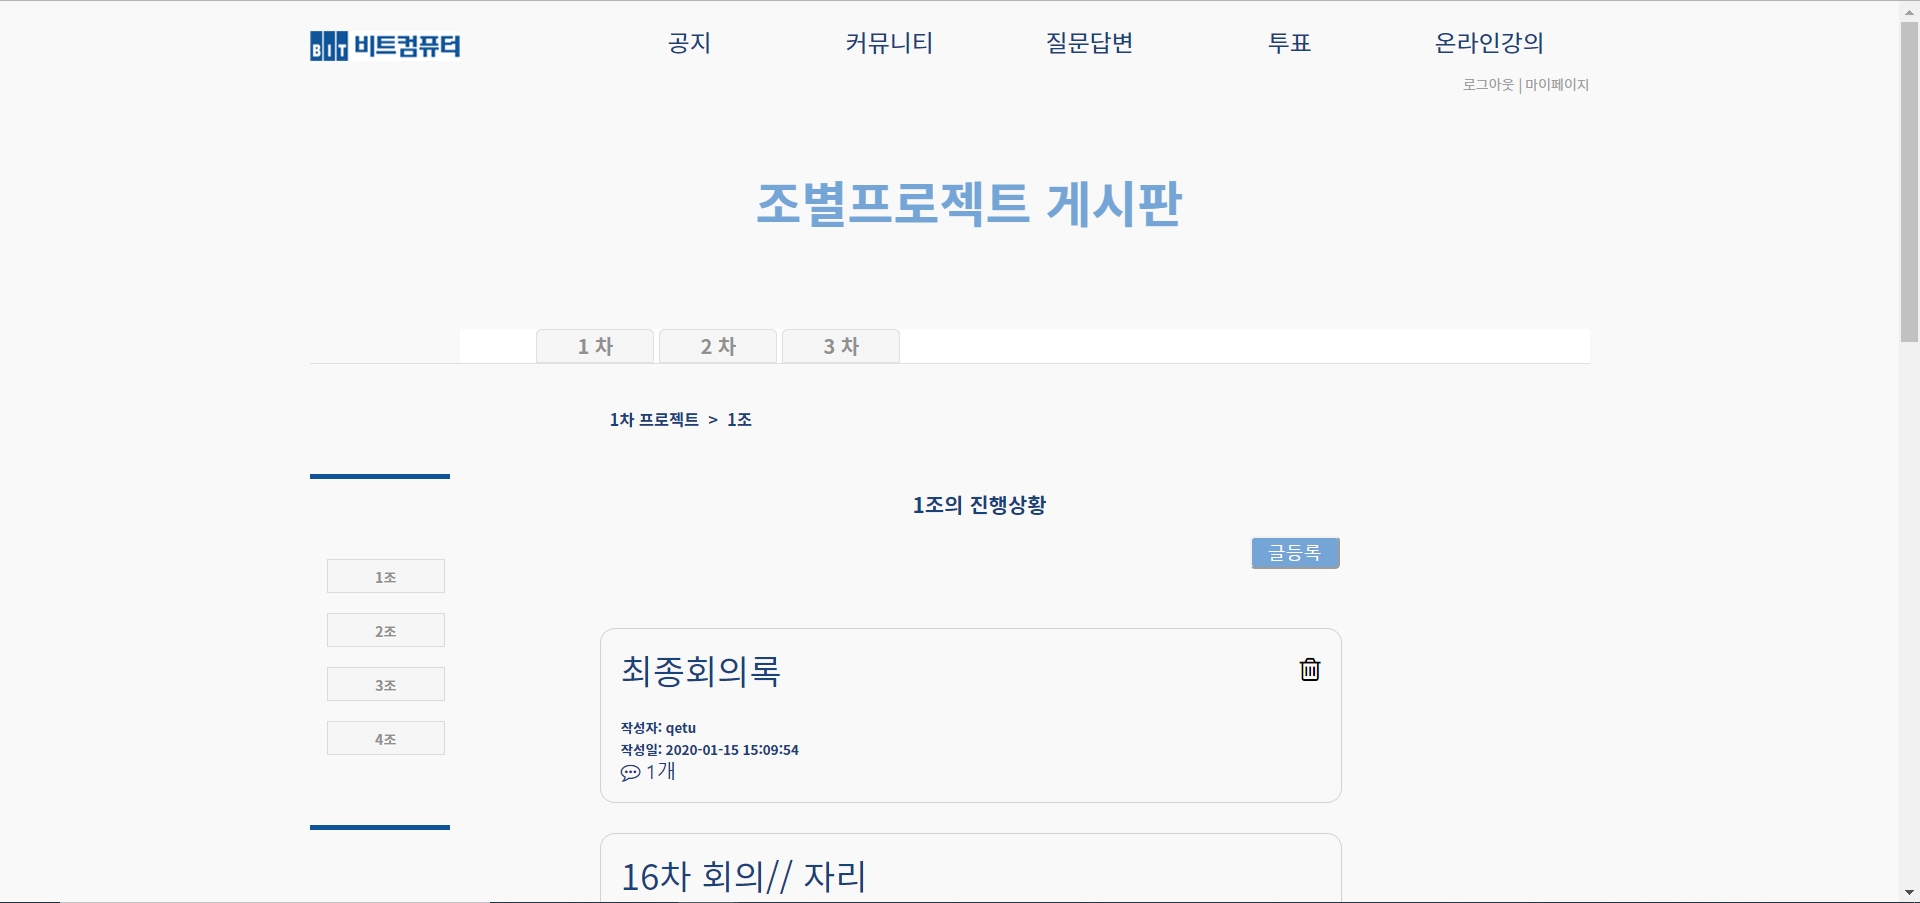 BIT 비트컴퓨터
공지 커뮤니티 질문답변 투표 온라인강의
로그아웃 | 마이페이지
조별프로젝트 게시판
1 차 2 차 3 차
1차 프로젝트 > 1조
1조의 진행상황
글등록
1조
2조
3조
4조
최종회의록
작성자: qetu
작성일: 2020-01-15 15:09:54
1개
16차 회의// 자리